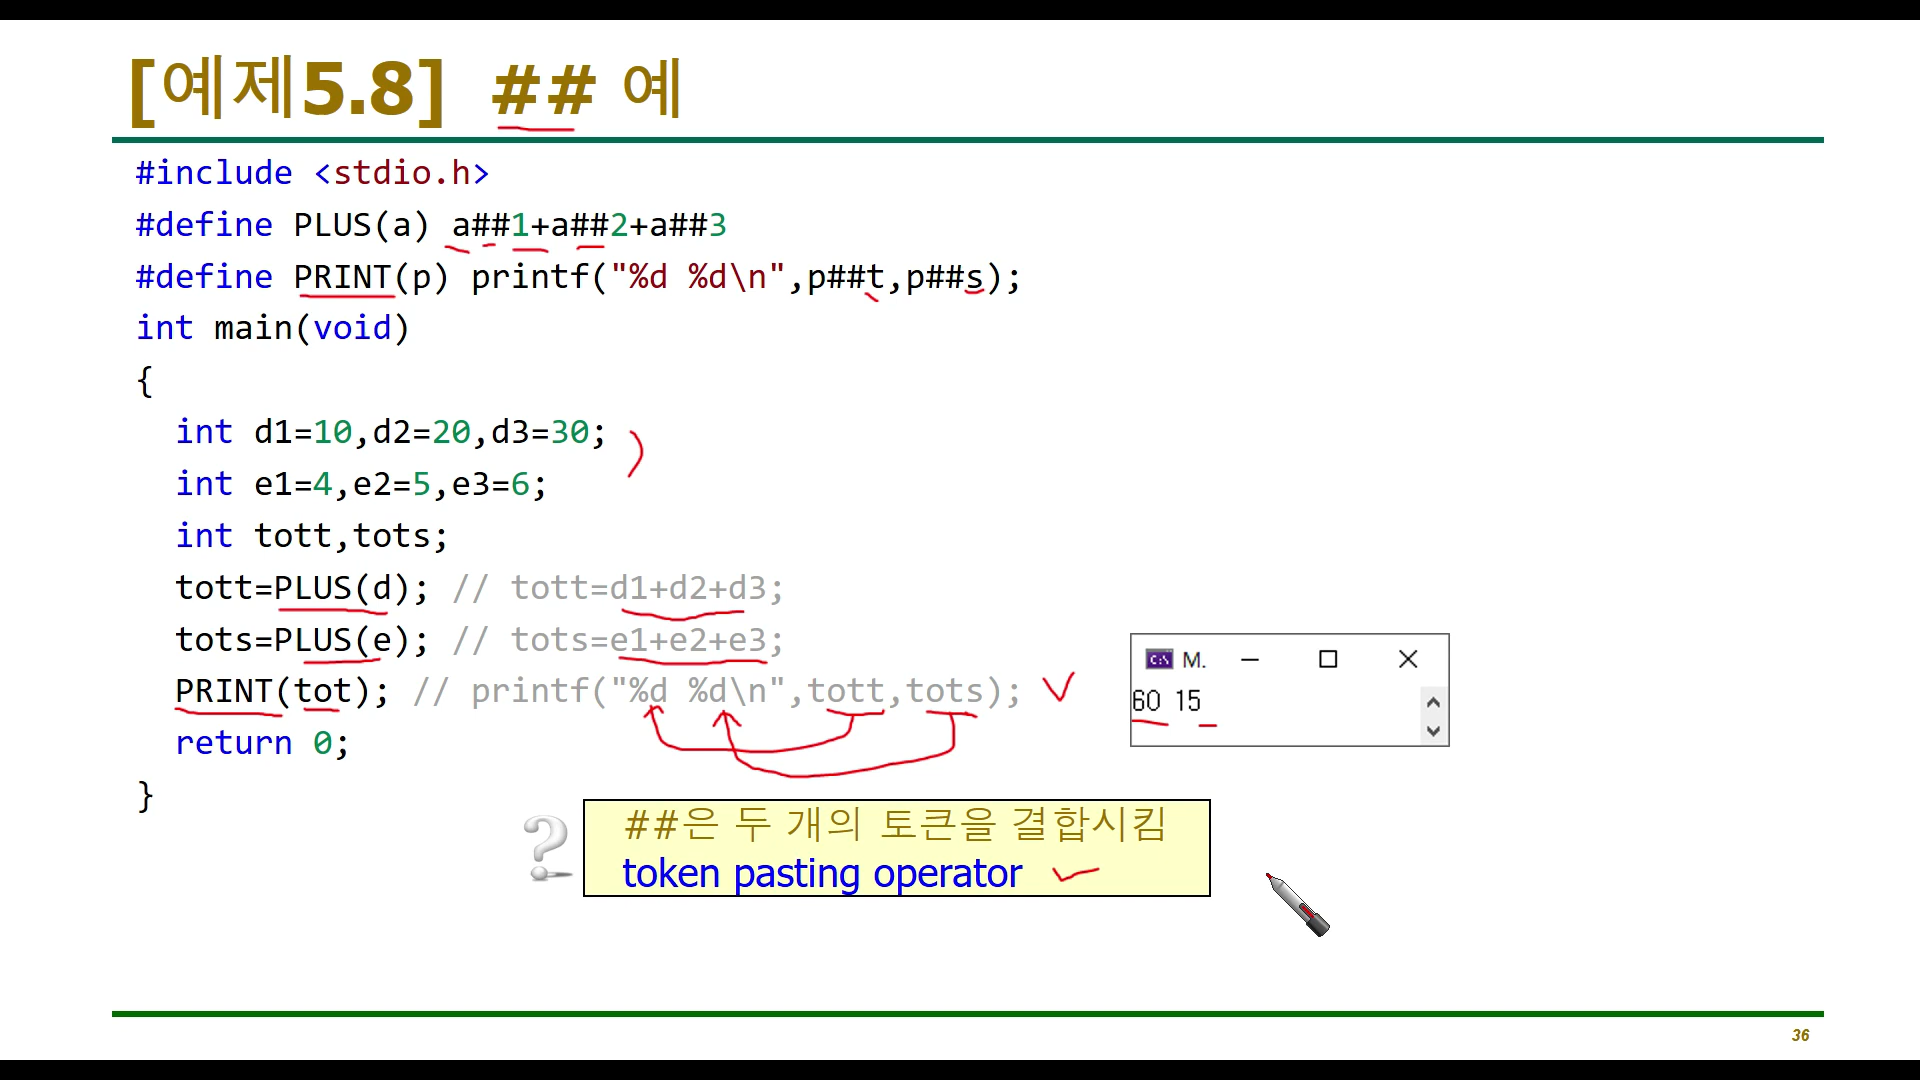 [예제5.8] ## 예
#include <stdio.h>
#define PLUS(a) a##1+a##2+a##3
#define PRINT(p) printf("%d %d\n",p##t,p##s);
int main(void)
{
int d1=10,d2=20,d3=30;
int e1=4,e2=5,e3=6;
int tott,tots;
tott=PLUS(d); // tott=d1+d2+d3;
tots=PLUS(e); // tots=e1+e2+e3;
PRINT(tot); // printf("%d %d\n",tott,tots);
return 0;
}
C:\ M.
60 15
##은 두 개의 토큰을 결합시킴
token pasting operator
36